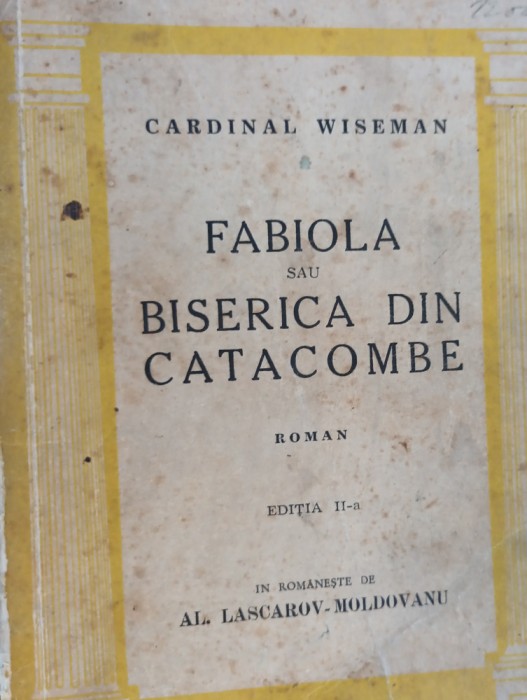 CARDINAL WISEMAN
FABIOLA
SAU
BISERICA DIN
CATACOMBE
ROMAN
EDIȚIA II-a
IN ROMÂNEȘTE DE
AL. LASCAROV-MOLDOVANU